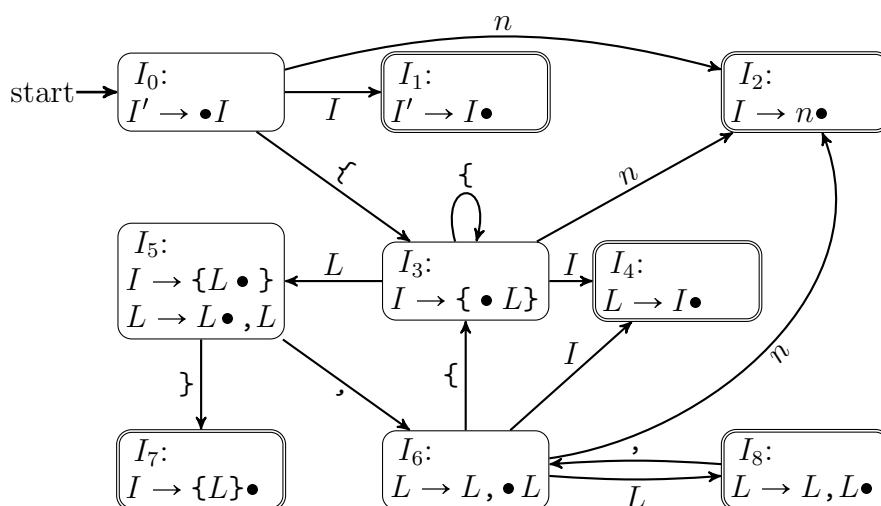 n
I₀:
I′ → •I
I₁:
I′ → I•
I₂:
I → n•
start
I
{
{
n
I₅:
I → {L • }
L → L•,L
L
I₃:
I → { • L}
I
I₄:
L → I•
}
,
{
I
n
I₇:
I → {L}•
I₆:
L → L,•L
,
L
I₈:
L → L,L•